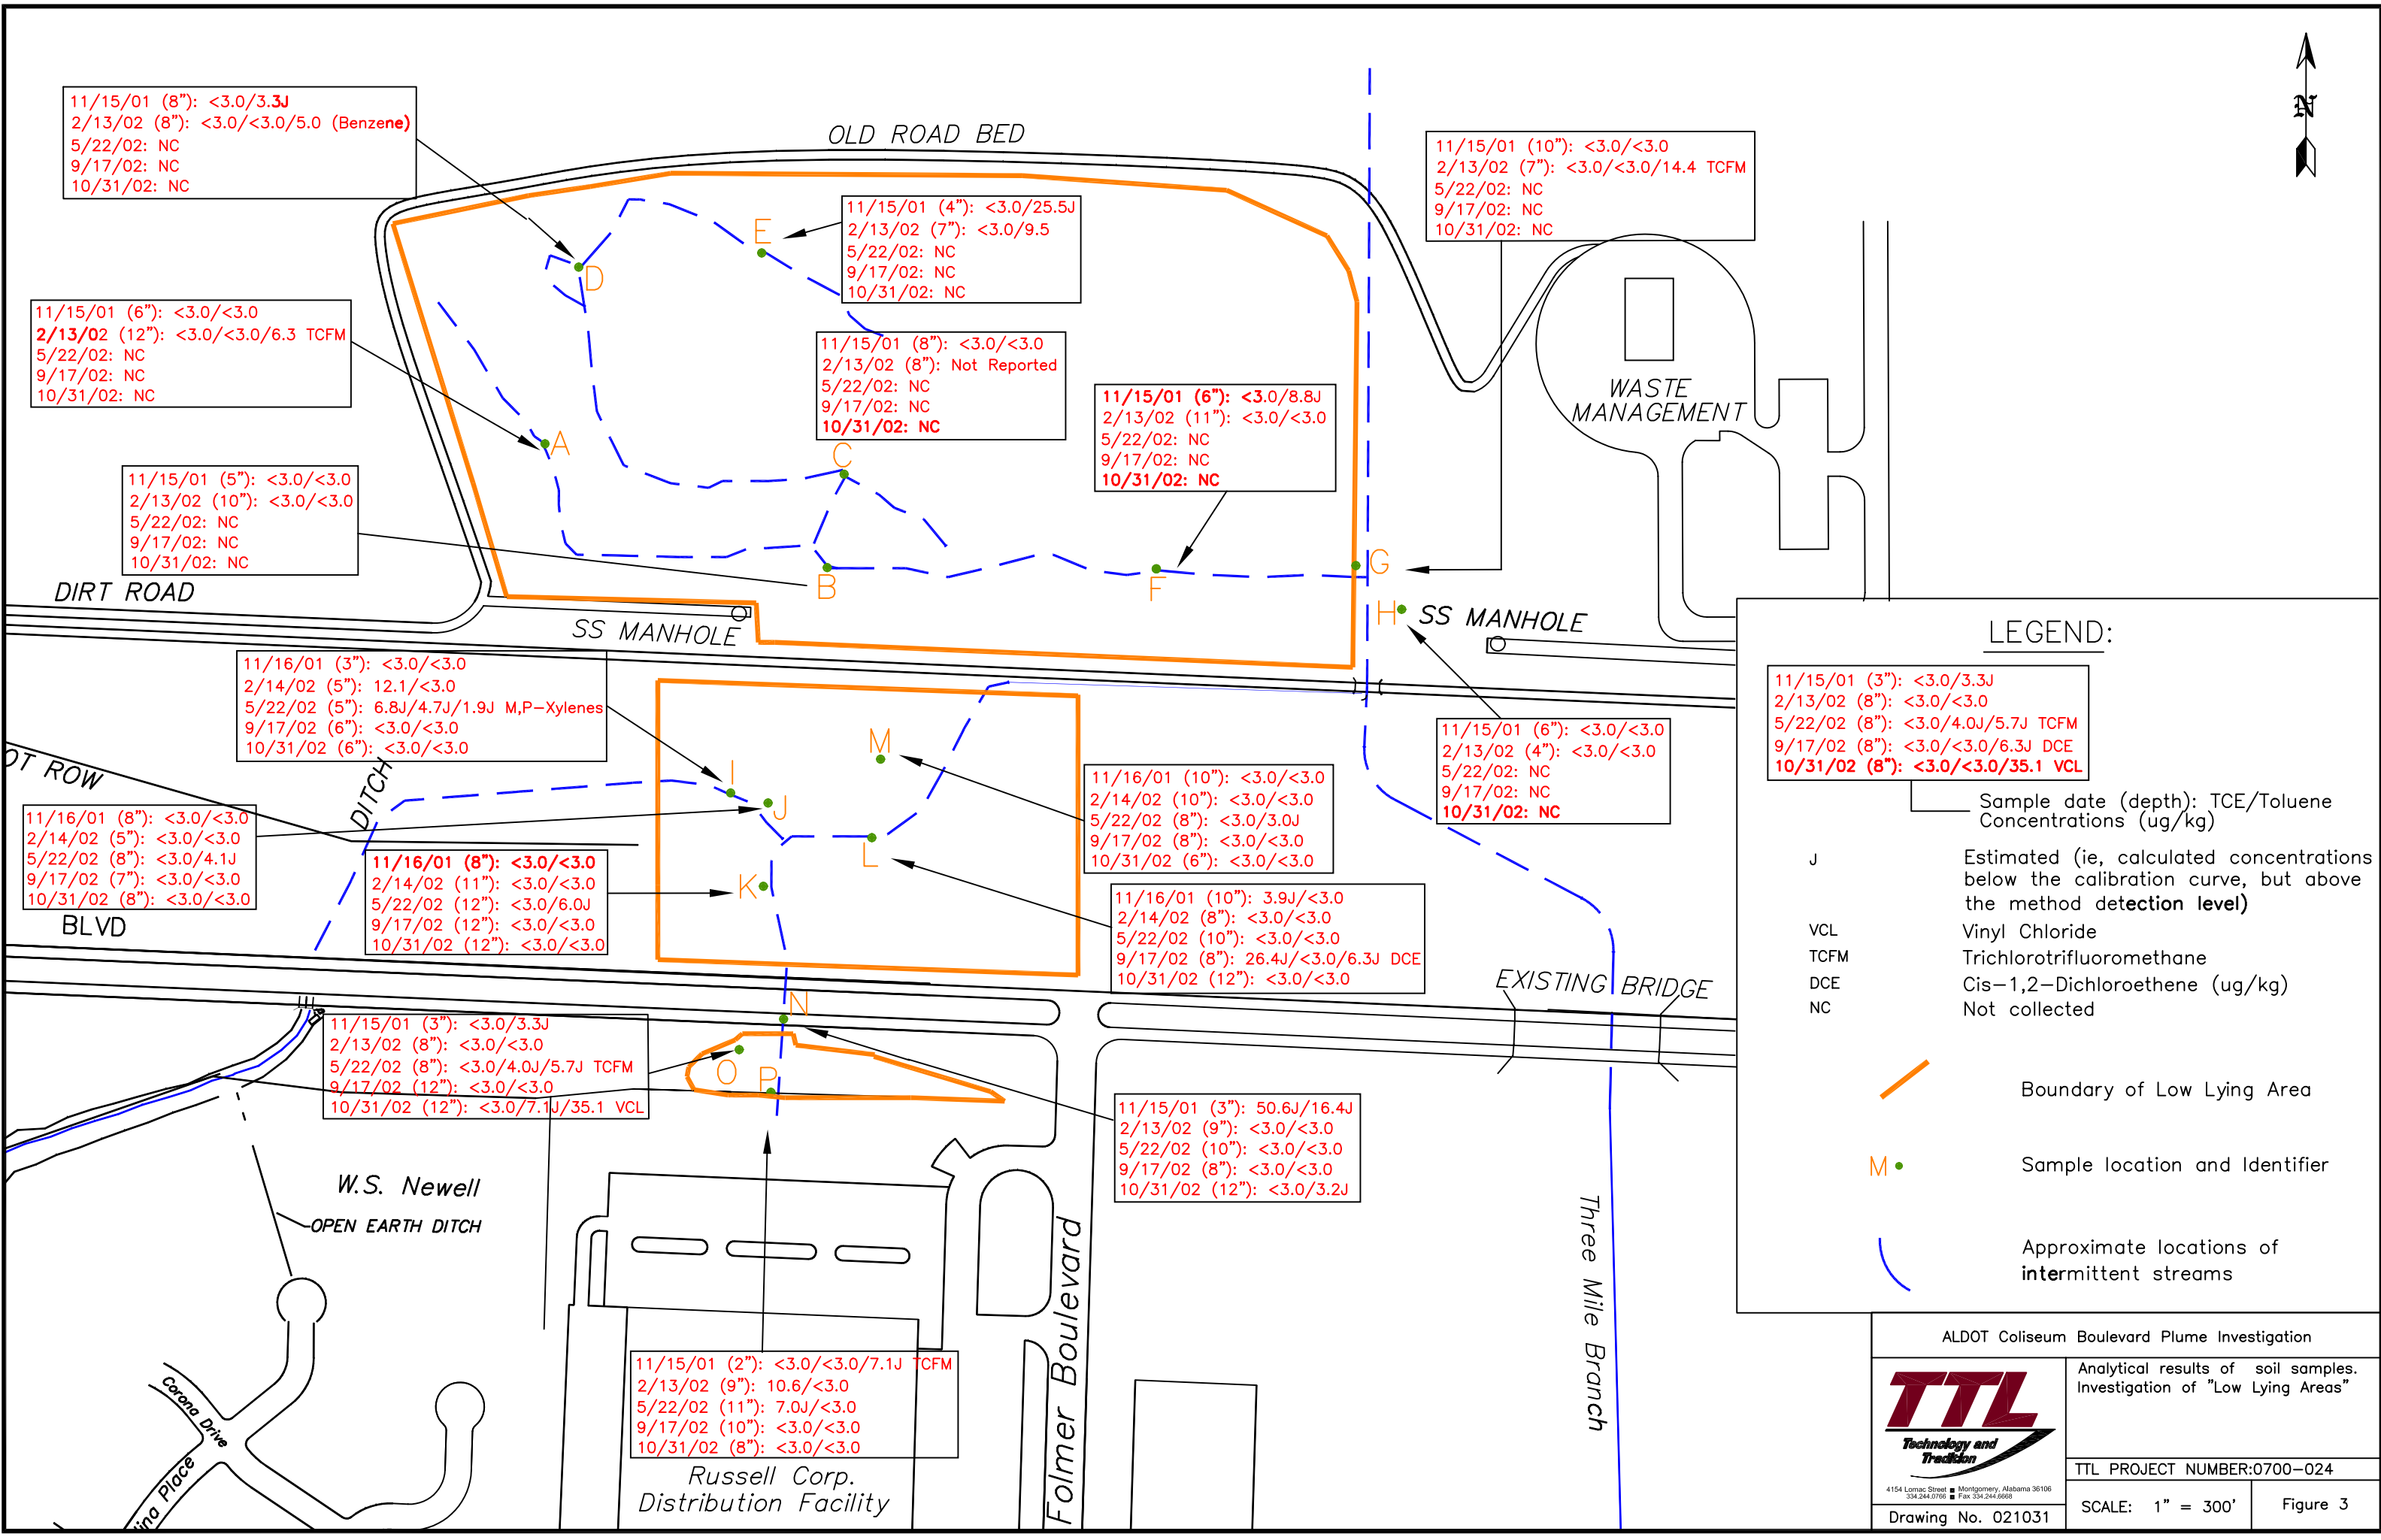 11/15/01 (8"): <3.0/3.3J
2/13/02 (8"): <3.0/<3.0/5.0 (Benzene)
5/22/02: NC
9/17/02: NC
10/31/02: NC
OLD ROAD BED
N
11/15/01 (10"): <3.0/<3.0
2/13/02 (7"): <3.0/<3.0/14.4 TCFM
5/22/02: NC
9/17/02: NC
10/31/02: NC
E
11/15/01 (4"): <3.0/25.5J
2/13/02 (7"): <3.0/9.5
5/22/02: NC
9/17/02: NC
10/31/02: NC
D
11/15/01 (6"): <3.0/<3.0
2/13/02 (12"): <3.0/<3.0/6.3 TCFM
5/22/02: NC
9/17/02: NC
10/31/02: NC
11/15/01 (8"): <3.0/<3.0
2/13/02 (8"): Not Reported
5/22/02: NC
9/17/02: NC
10/31/02: NC
11/15/01 (6"): <3.0/8.8J
2/13/02 (11"): <3.0/<3.0
5/22/02: NC
9/17/02: NC
10/31/02: NC
WASTE
MANAGEMENT
A
C
11/15/01 (5"): <3.0/<3.0
2/13/02 (10"): <3.0/<3.0
5/22/02: NC
9/17/02: NC
10/31/02: NC
B
F
G
DIRT ROAD
SS MANHOLE
H
SS MANHOLE
11/16/01 (3"): <3.0/<3.0
2/14/02 (5"): 12.1/<3.0
5/22/02 (5"): 6.8J/4.7J/1.9J M,P-Xylenes
9/17/02 (6"): <3.0/<3.0
10/31/02 (6"): <3.0/<3.0
11/15/01 (6"): <3.0/<3.0
2/13/02 (4"): <3.0/<3.0
5/22/02: NC
9/17/02: NC
10/31/02: NC
OT ROW
DITCH
I
J
M
K
L
11/16/01 (8"): <3.0/<3.0
2/14/02 (5"): <3.0/<3.0
5/22/02 (8"): <3.0/4.1J
9/17/02 (7"): <3.0/<3.0
10/31/02 (8"): <3.0/<3.0
11/16/01 (8"): <3.0/<3.0
2/14/02 (11"): <3.0/<3.0
5/22/02 (12"): <3.0/6.0J
9/17/02 (12"): <3.0/<3.0
10/31/02 (12"): <3.0/<3.0
11/16/01 (10"): <3.0/<3.0
2/14/02 (10"): <3.0/<3.0
5/22/02 (8"): <3.0/3.0J
9/17/02 (8"): <3.0/<3.0
10/31/02 (6"): <3.0/<3.0
11/16/01 (10"): 3.9J/<3.0
2/14/02 (8"): <3.0/<3.0
5/22/02 (10"): <3.0/<3.0
9/17/02 (8"): 26.4J/<3.0/6.3J DCE
10/31/02 (12"): <3.0/<3.0
BLVD
EXISTING BRIDGE
N
O
P
11/15/01 (3"): <3.0/3.3J
2/13/02 (8"): <3.0/<3.0
5/22/02 (8"): <3.0/4.0J/5.7J TCFM
9/17/02 (12"): <3.0/<3.0
10/31/02 (12"): <3.0/7.1J/35.1 VCL
11/15/01 (3"): 50.6J/16.4J
2/13/02 (9"): <3.0/<3.0
5/22/02 (10"): <3.0/<3.0
9/17/02 (8"): <3.0/<3.0
10/31/02 (12"): <3.0/3.2J
W.S. Newell
OPEN EARTH DITCH
Folmer Boulevard
Three Mile Branch
11/15/01 (2"): <3.0/<3.0/7.1J TCFM
2/13/02 (9"): 10.6/<3.0
5/22/02 (11"): 7.0J/<3.0
9/17/02 (10"): <3.0/<3.0
10/31/02 (8"): <3.0/<3.0
Corona Drive
ina Place
Russell Corp.
Distribution Facility
LEGEND:
11/15/01 (3"): <3.0/3.3J
2/13/02 (8"): <3.0/<3.0
5/22/02 (8"): <3.0/4.0J/5.7J TCFM
9/17/02 (8"): <3.0/<3.0/6.3J DCE
10/31/02 (8"): <3.0/<3.0/35.1 VCL
Sample date (depth): TCE/Toluene
Concentrations (ug/kg)
J Estimated (ie, calculated concentrations
below the calibration curve, but above
the method detection level)
VCL Vinyl Chloride
TCFM Trichlorotrifluoromethane
DCE Cis-1,2-Dichloroethene (ug/kg)
NC Not collected
Boundary of Low Lying Area
M Sample location and Identifier
Approximate locations of
intermittent streams
ALDOT Coliseum Boulevard Plume Investigation
TTL
Technology and
Tradition
4154 Lomac Street ■ Montgomery, Alabama 36106
334.244.0766 ■ Fax 334.244.6668
Drawing No. 021031
Analytical results of soil samples.
Investigation of "Low Lying Areas"
TTL PROJECT NUMBER:0700-024
SCALE: 1" = 300'
Figure 3